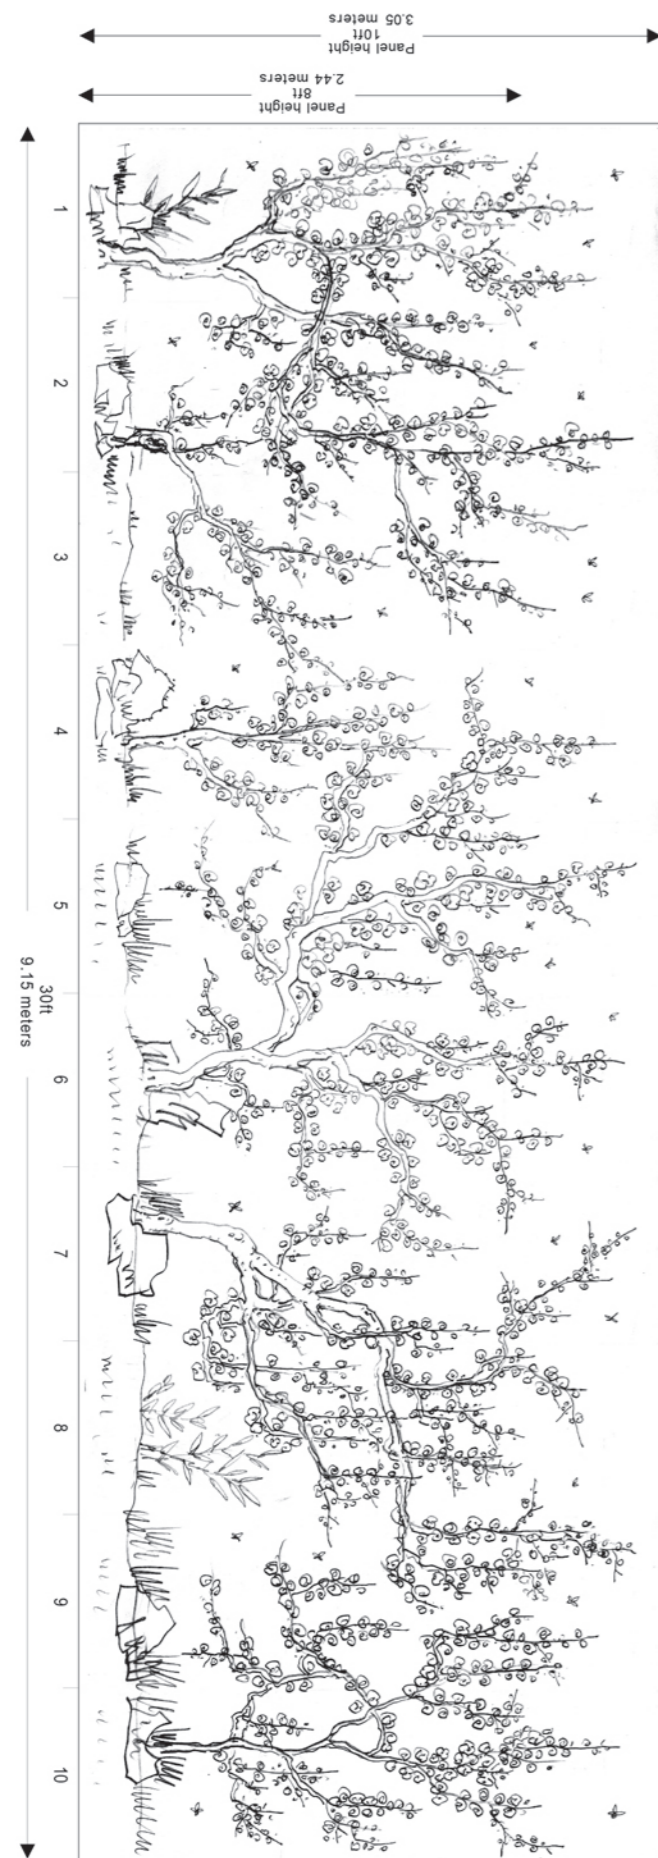 Panel height
10ft
3.05 meters
Panel height
8ft
2.44 meters
1
2
3
4
5
6
7
8
9
10
30ft
9.15 meters